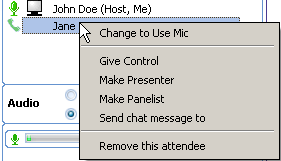 John Doe (Host, Me)
Jane
Change to Use Mic
Give Control
Make Presenter
Make Panelist
Audio
Send chat message to
Remove this attendee